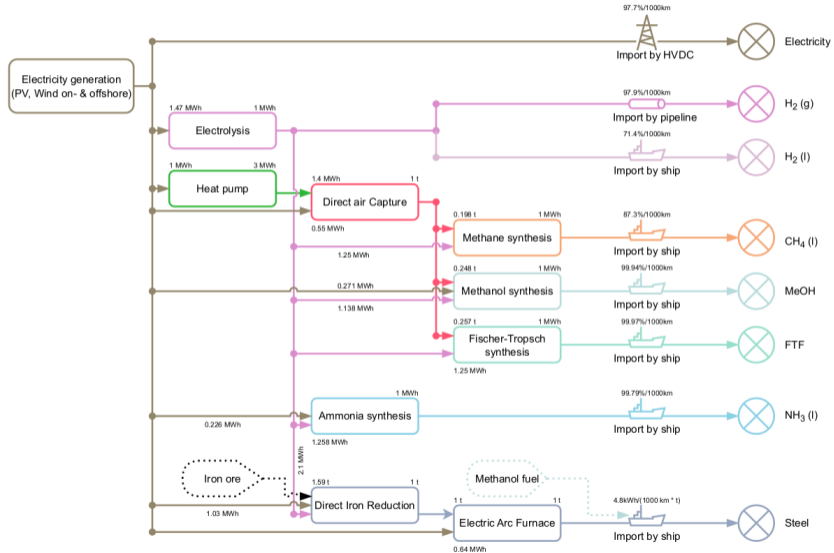 97.7%/1000km
Import by HVDC
Electricity
Electricity generation
(PV, Wind on- & offshore)
1.47 MWh
1 MWh
Electrolysis
97.9%/1000km
Import by pipeline
H₂ (g)
71.4%/1000km
Import by ship
H₂ (l)
1 MWh
3 MWh
Heat pump
1.4 MWh
1 t
Direct air Capture
0.55 MWh
0.198 t
1 MWh
Methane synthesis
1.25 MWh
87.3%/1000km
Import by ship
CH₄ (l)
0.248 t
1 MWh
Methanol synthesis
0.271 MWh
1.138 MWh
99.94%/1000km
Import by ship
MeOH
0.257 t
1 MWh
Fischer-Tropsch
synthesis
1.25 MWh
99.97%/1000km
Import by ship
FTF
1 MWh
Ammonia synthesis
0.226 MWh
1.258 MWh
99.79%/1000km
Import by ship
NH₃ (l)
2.1 MWh
Iron ore
1.59 t
1 t
Direct Iron Reduction
1.03 MWh
Methanol fuel
1 t
1 t
Electric Arc Furnace
0.64 MWh
4.8kWh/(1000 km * t)
Import by ship
Steel